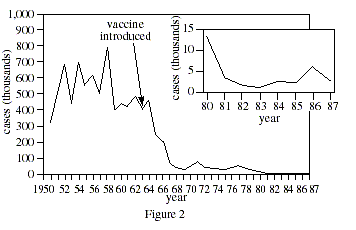 vaccine
introduced
cases (thousands)
1,000
900
800
700
600
500
400
300
200
100
0
1950 52 54 56 58 60 62 64 66 68 70 72 74 76 78 80 82 84 86 87
year
cases (thousands)
15
10
5
0
80 81 82 83 84 85 86 87
year
Figure 2